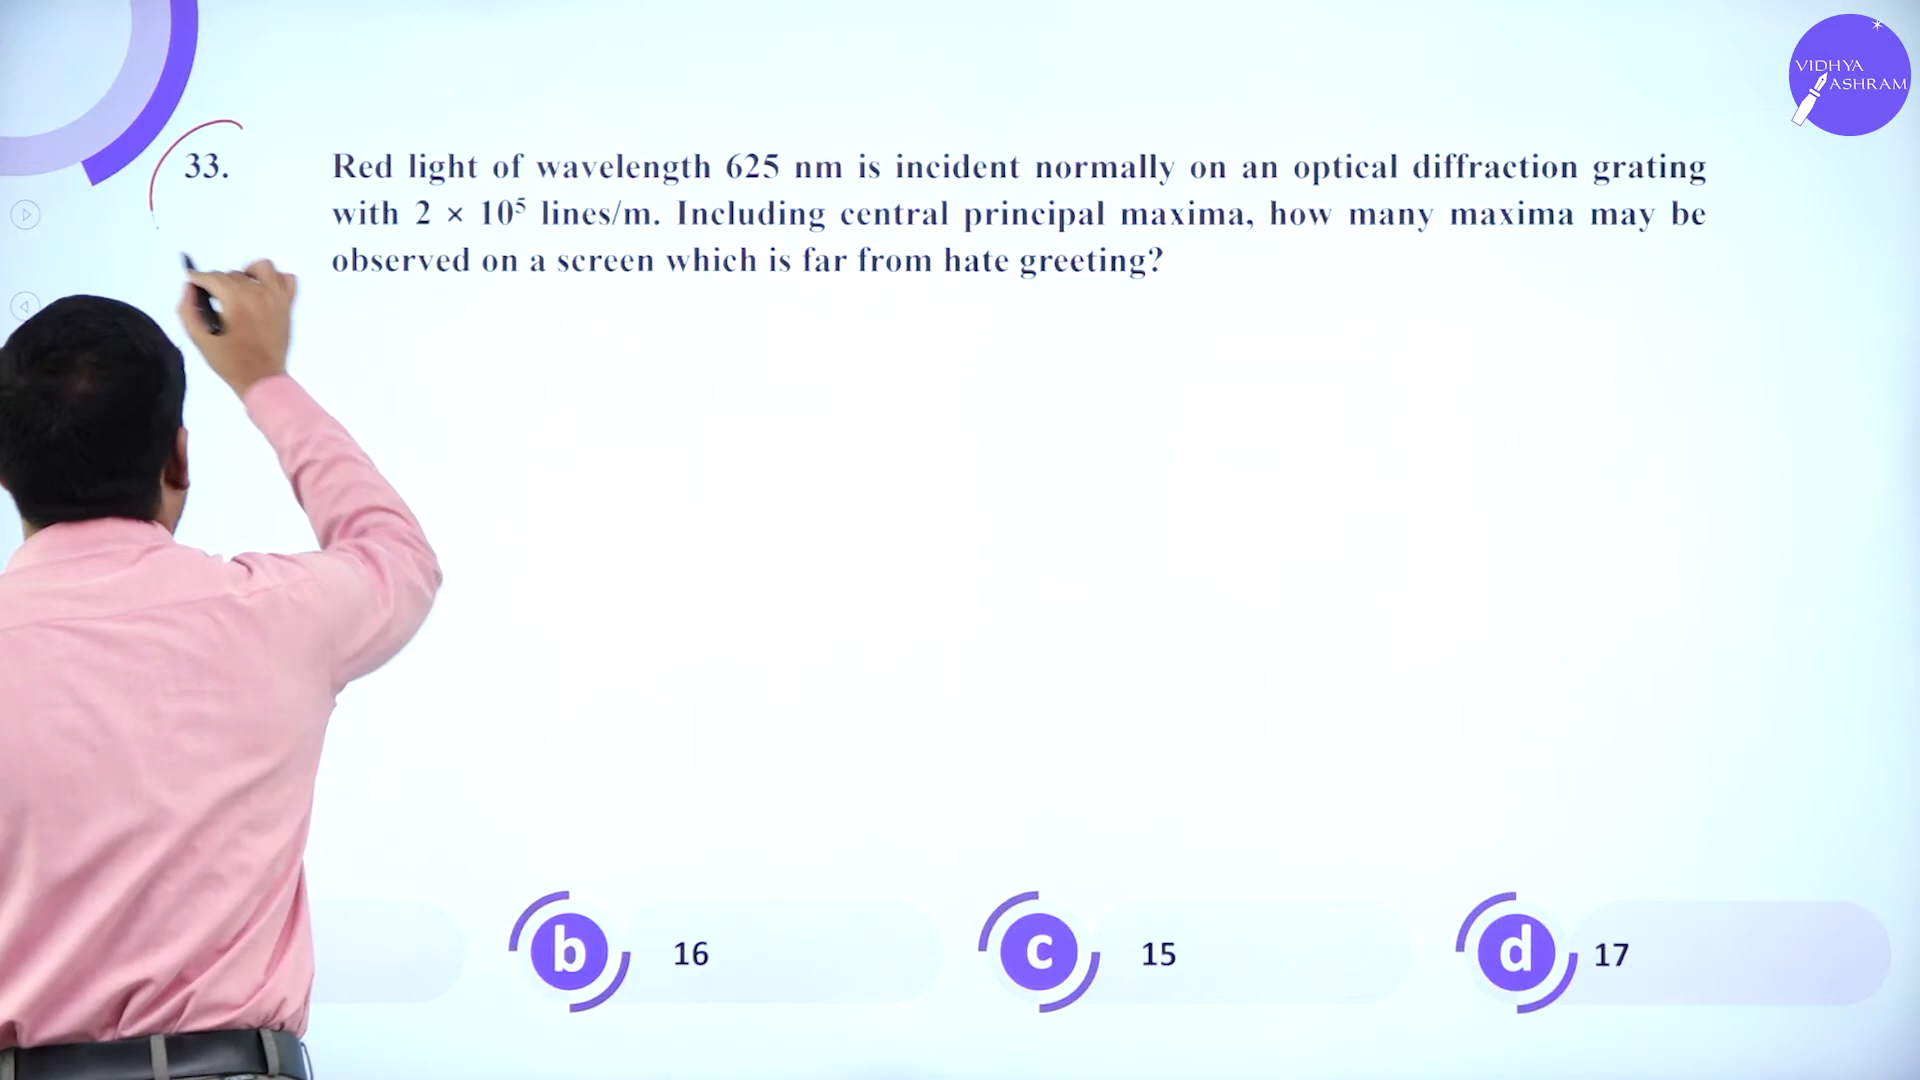 VIDHYA
ASHRAM
33.
Red light of wavelength 625 nm is incident normally on an optical diffraction grating
with 2 × 10⁵ lines/m. Including central principal maxima, how many maxima may be
observed on a screen which is far from hate greeting?
b 16
c 15
d 17